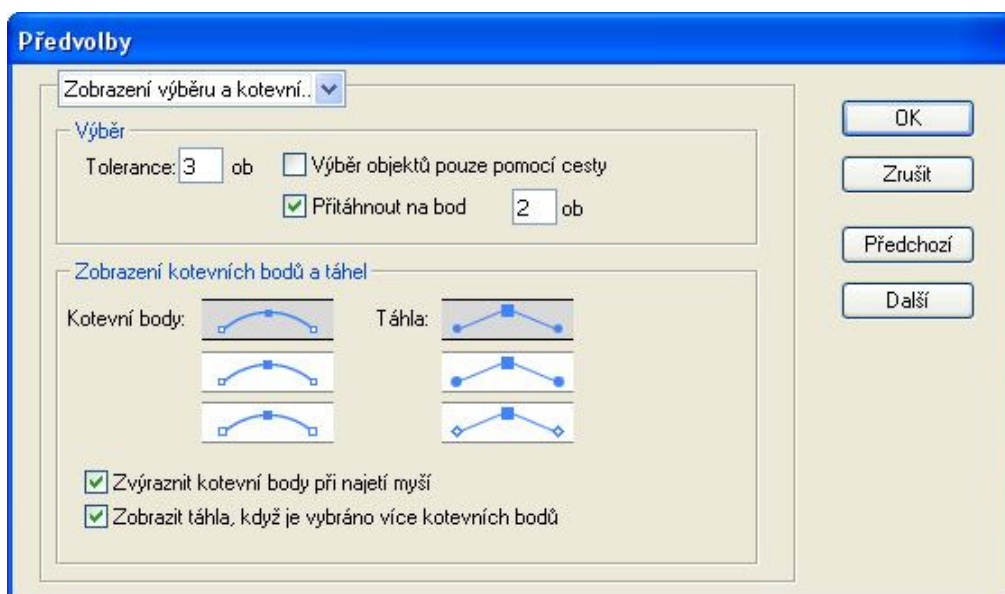 Předvolby
Zobrazení výběru a kotevní..
Výběr
Tolerance: 3 ob
Výběr objektů pouze pomocí cesty
Přitáhnout na bod 2 ob
Zobrazení kotevních bodů a táhel
Kotevní body:
Táhla:
Zvýraznit kotevní body při najetí myší
Zobrazit táhla, když je vybráno více kotevních bodů
OK
Zrušit
Předchozí
Další